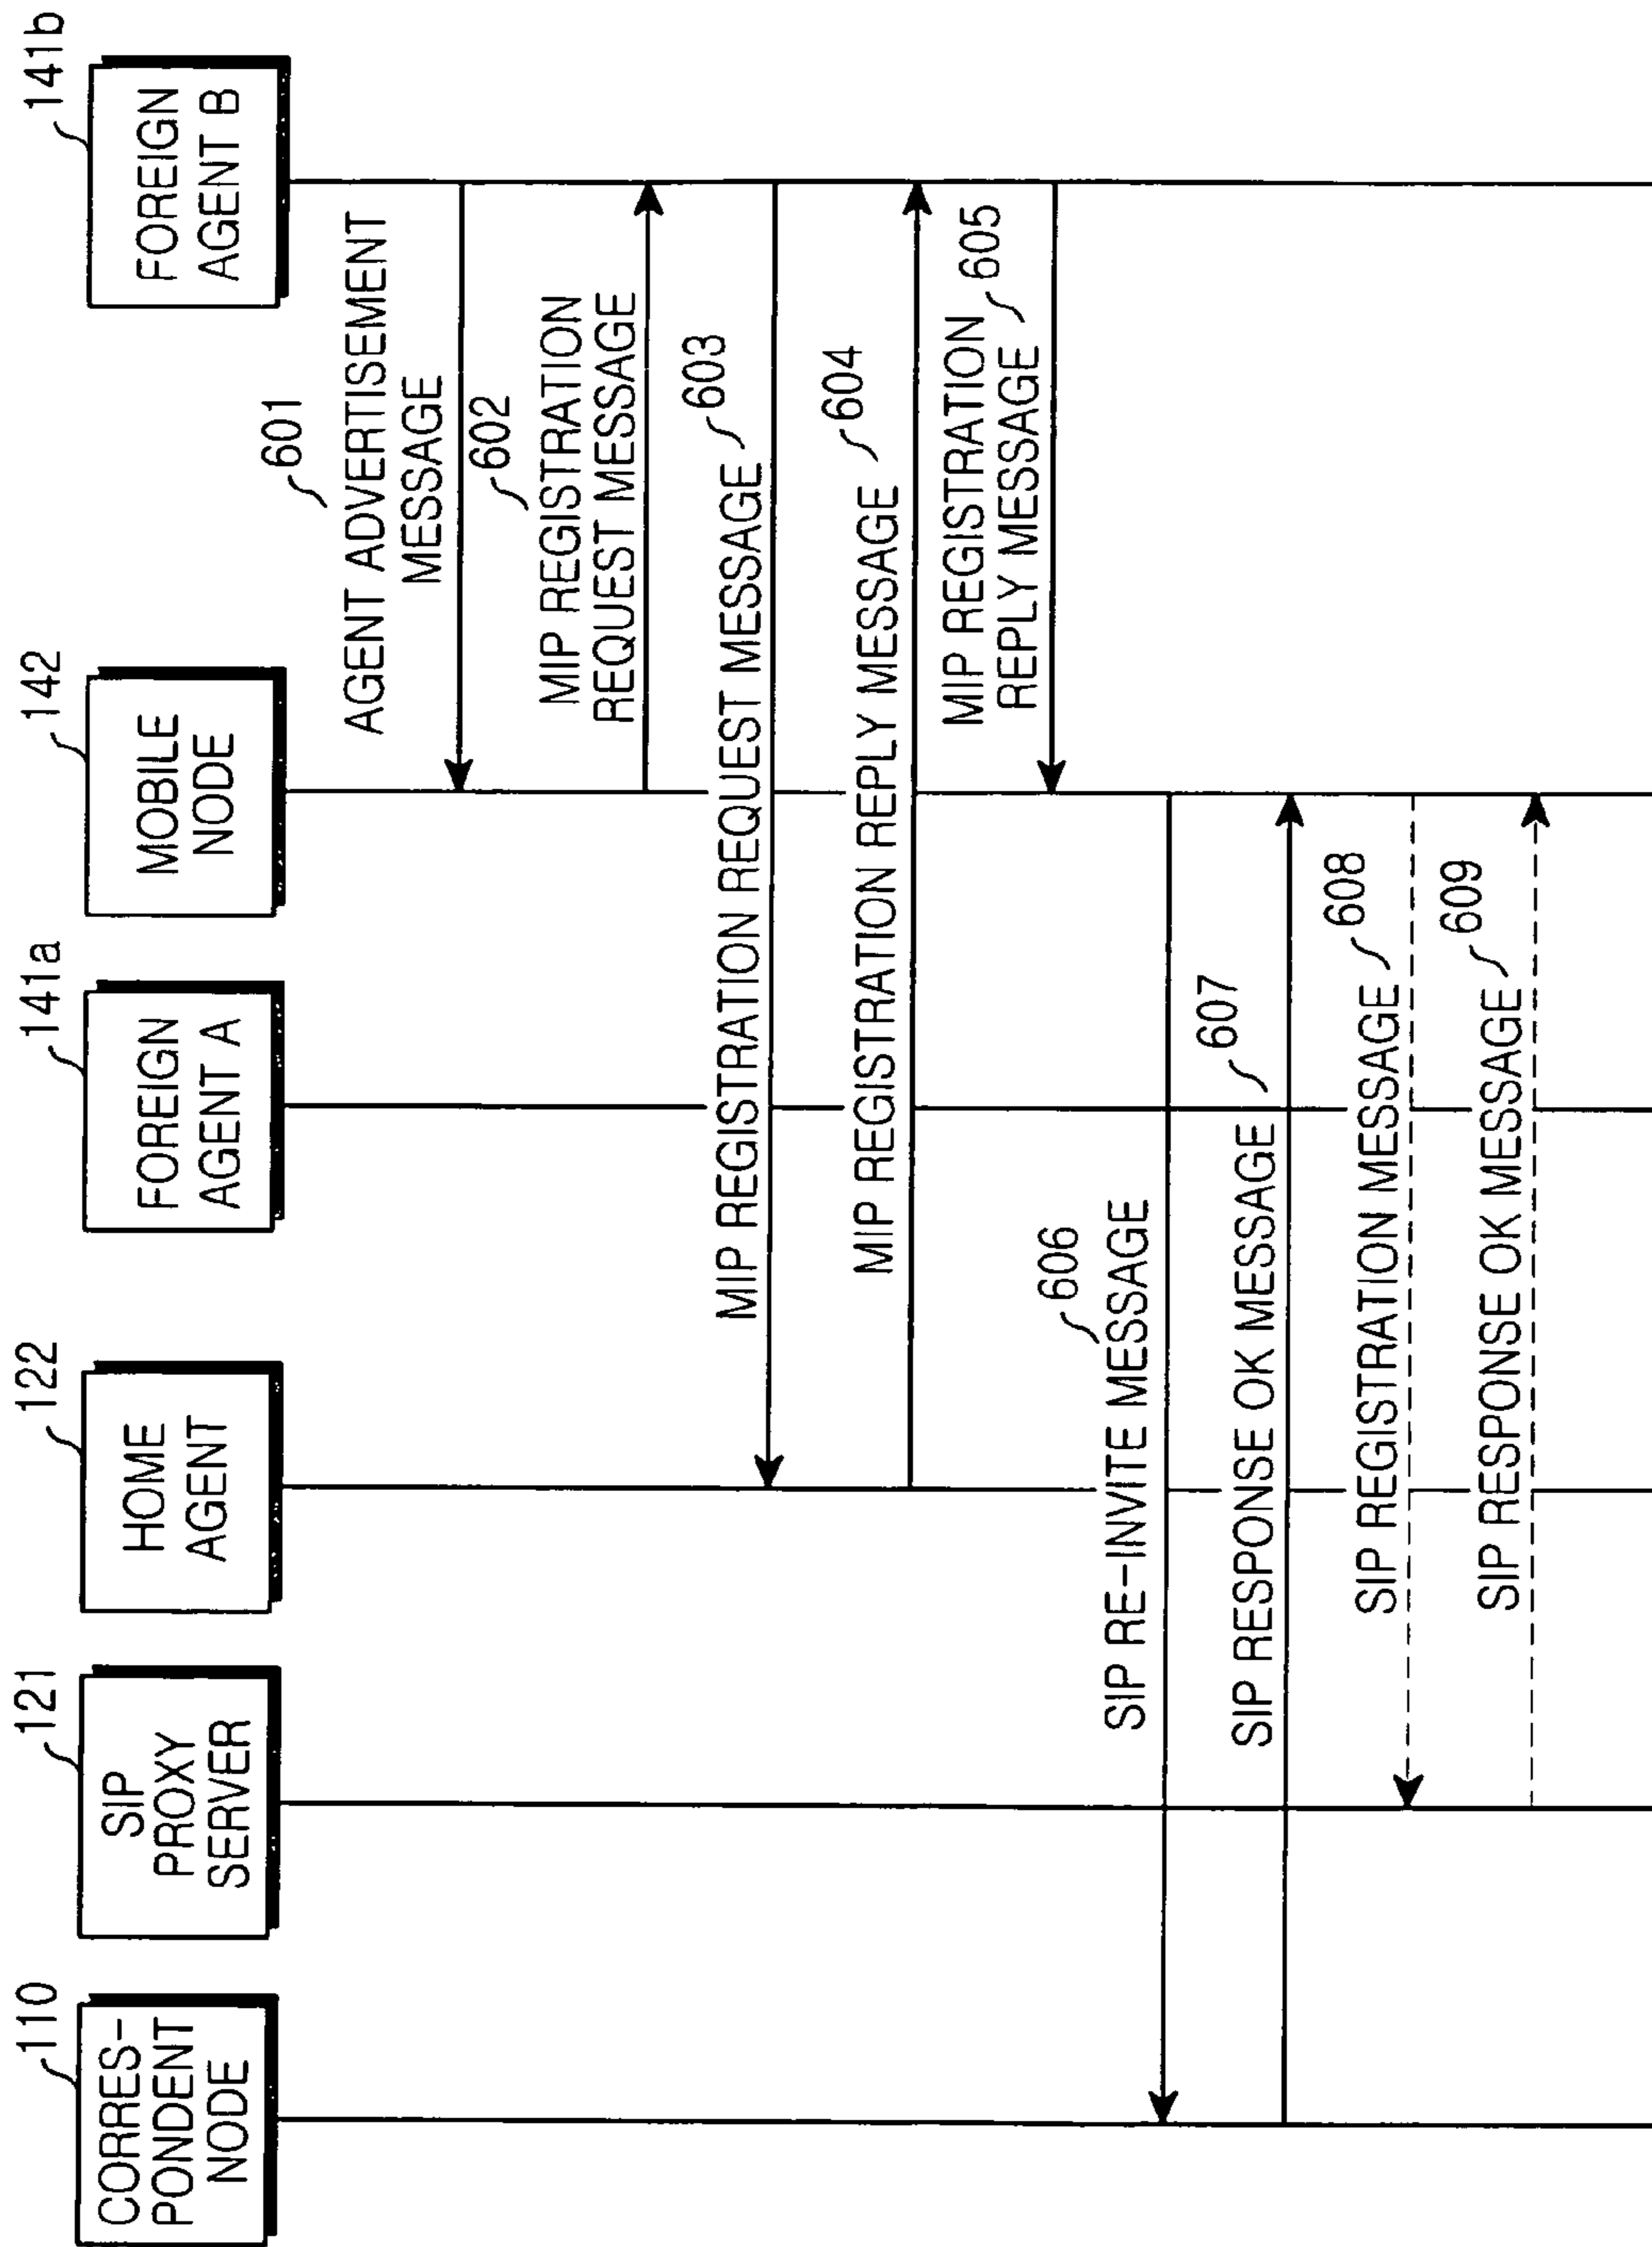 110
CORRES-
PONDENT
NODE
121
SIP
PROXY
SERVER
122
HOME
AGENT
141a
FOREIGN
AGENT A
142
MOBILE
NODE
141b
FOREIGN
AGENT B
601
AGENT ADVERTISEMENT
MESSAGE
602
MIP REGISTRATION
REQUEST MESSAGE
603
MIP REGISTRATION REQUEST MESSAGE
604
MIP REGISTRATION REPLY MESSAGE
605
MIP REGISTRATION
REPLY MESSAGE
606
SIP RE-INVITE MESSAGE
607
SIP RESPONSE OK MESSAGE
608
SIP REGISTRATION MESSAGE
609
SIP RESPONSE OK MESSAGE